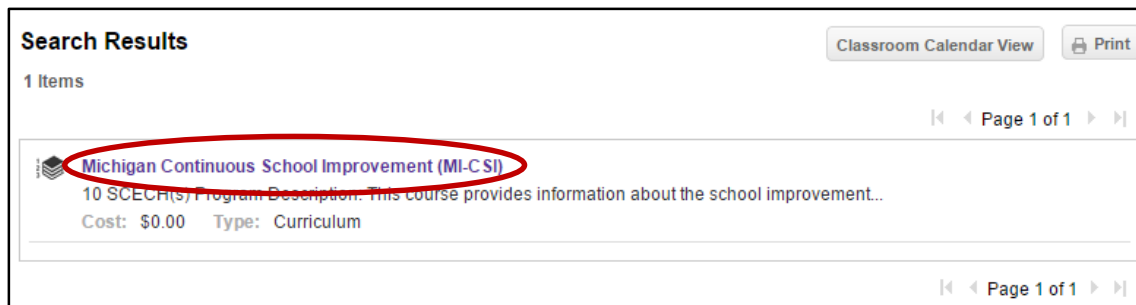 Search Results
Classroom Calendar View
Print
1 Items
Page 1 of 1
Michigan Continuous School Improvement (MI-CSI)
10 SCECH(s) Program Description: This course provides information about the school improvement...
Cost: $0.00 Type: Curriculum
Page 1 of 1